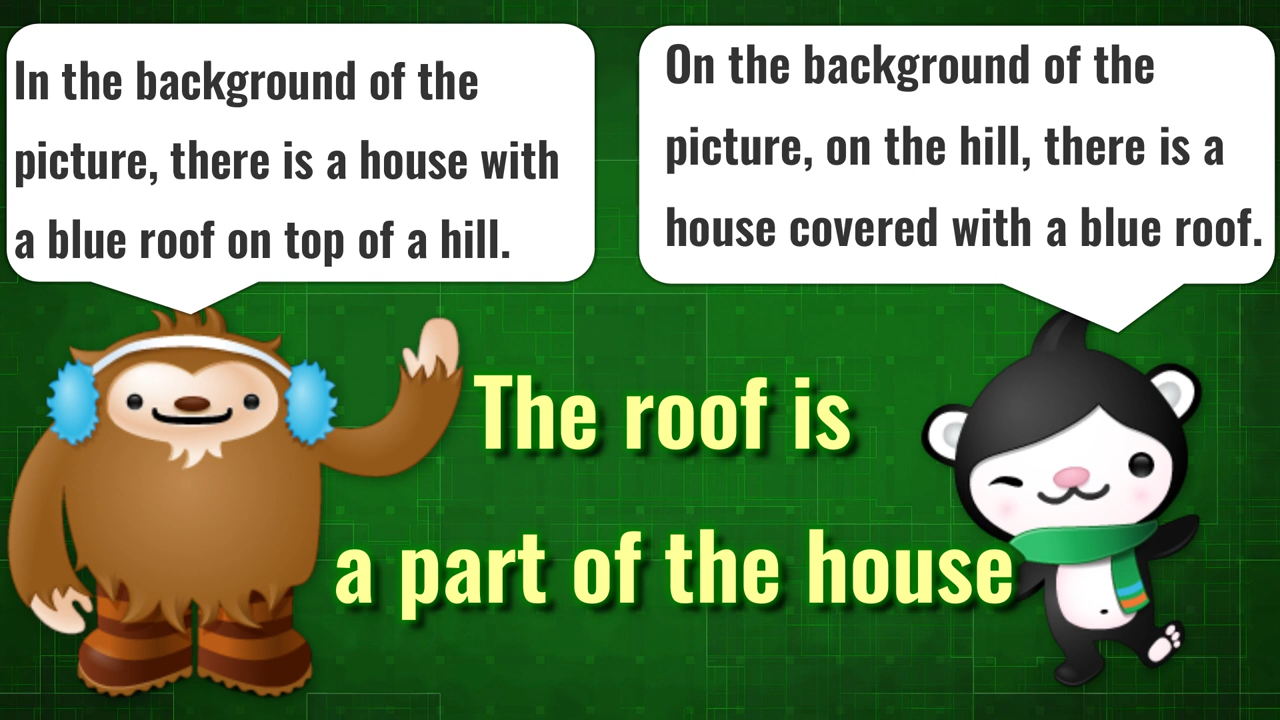 In the background of the
picture, there is a house with
a blue roof on top of a hill.
On the background of the
picture, on the hill, there is a
house covered with a blue roof.
The roof is
a part of the house